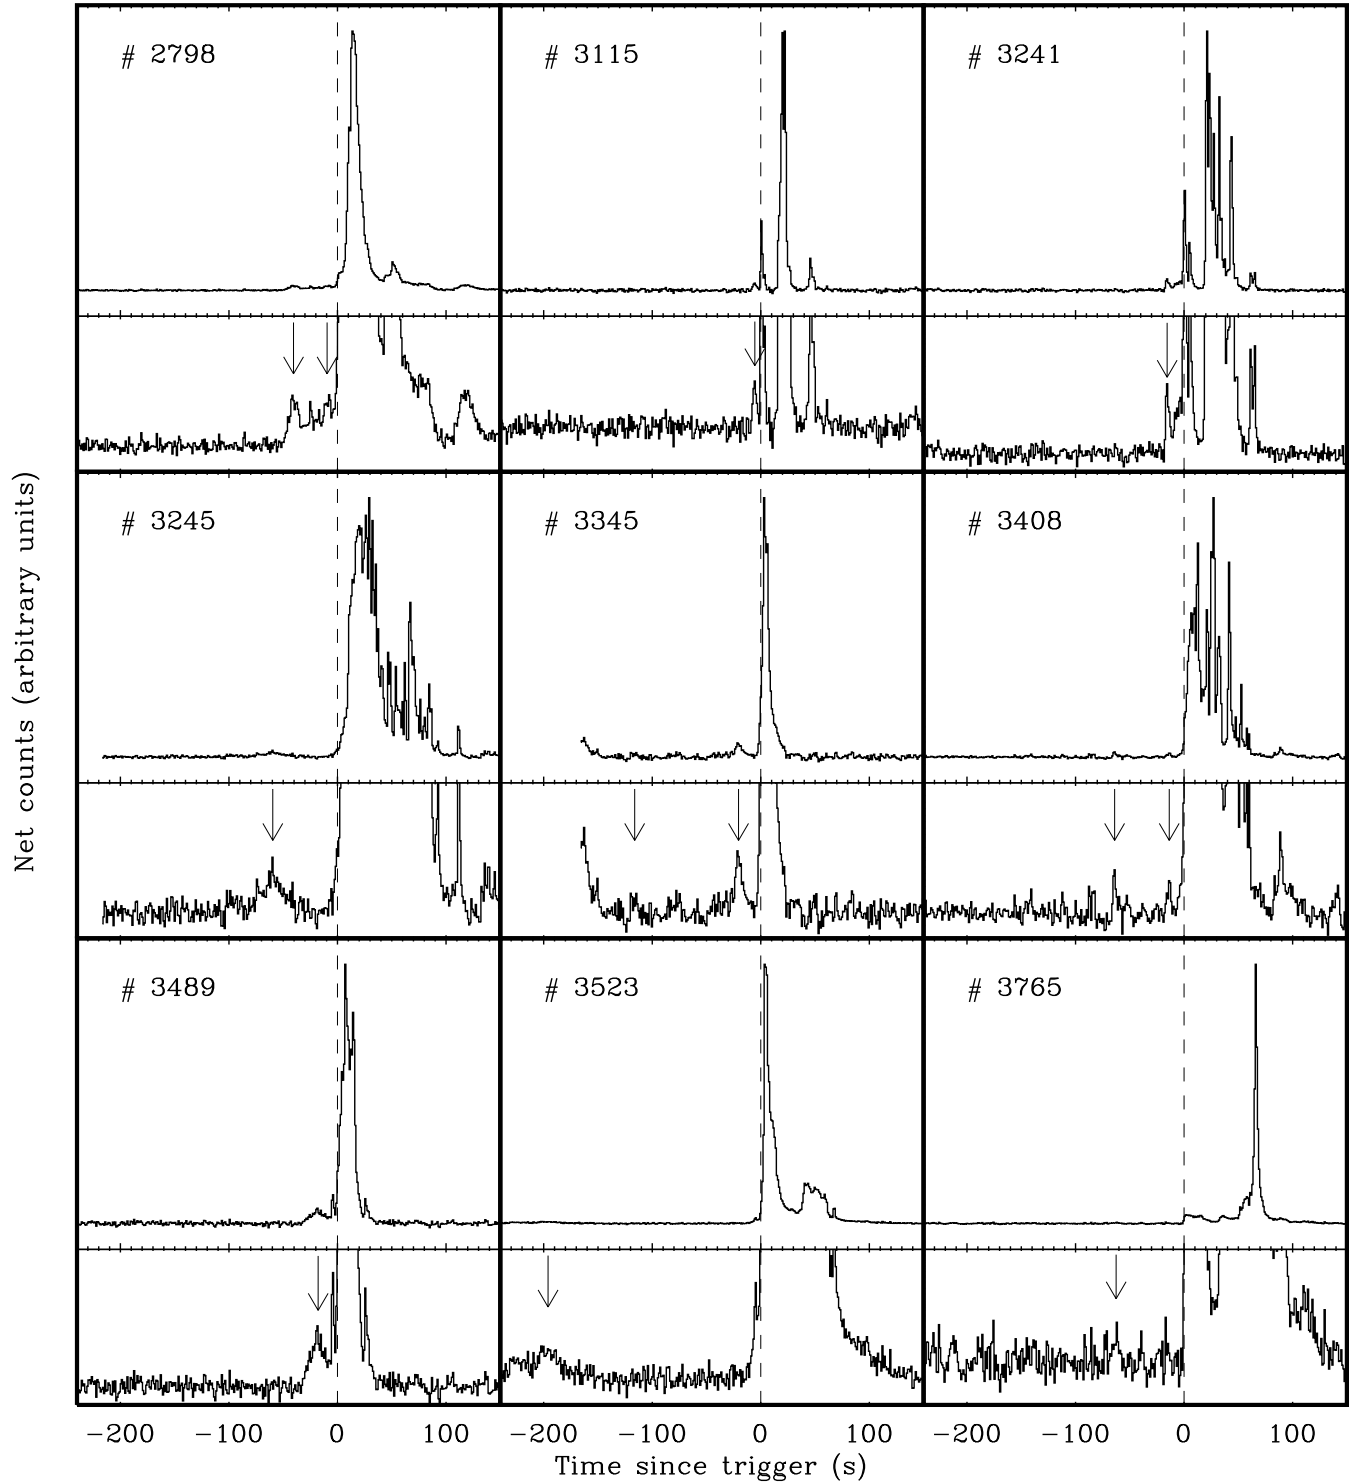 # 2798 # 3115 # 3241
# 3245 # 3345 # 3408
# 3489 # 3523 # 3765
Net counts (arbitrary units)
−200 −100 0 100 −200 −100 0 100 −200 −100 0 100
Time since trigger (s)